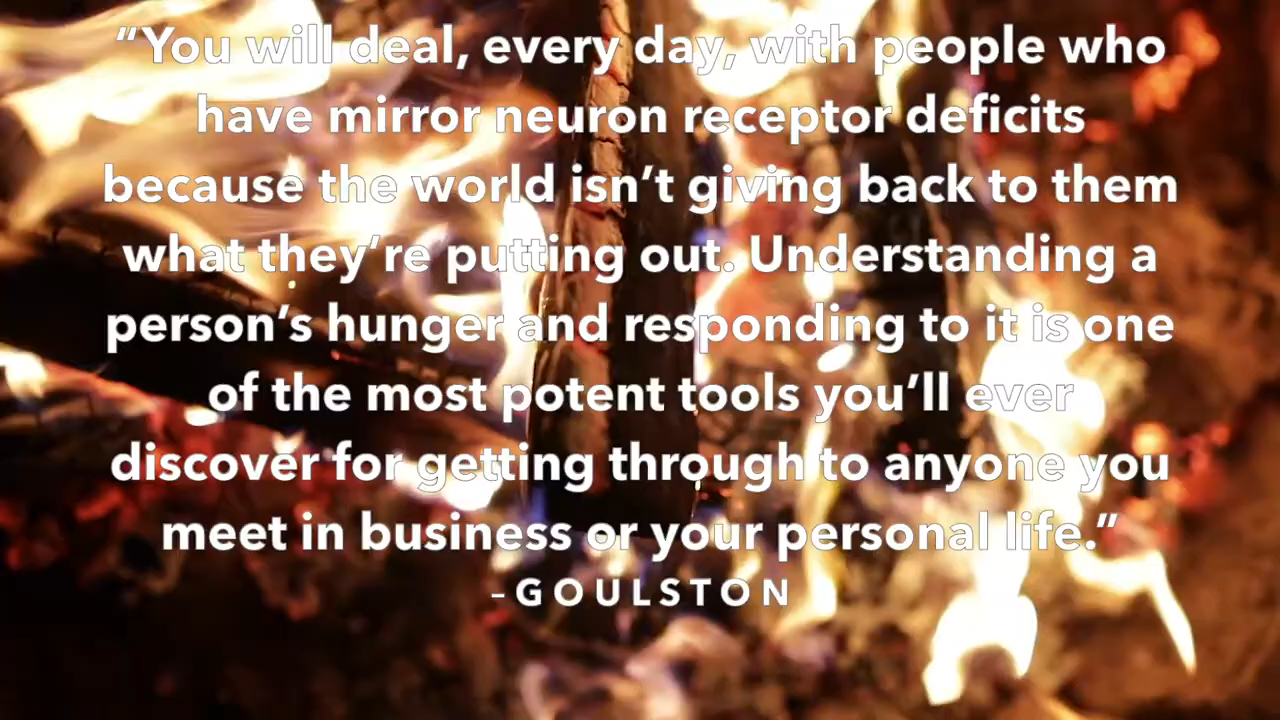 “You will deal, every day, with people who
have mirror neuron receptor deficits
because the world isn’t giving back to them
what they’re putting out. Understanding a
person’s hunger and responding to it is one
of the most potent tools you’ll ever
discover for getting through to anyone you
meet in business or your personal life.”
–GOULSTON